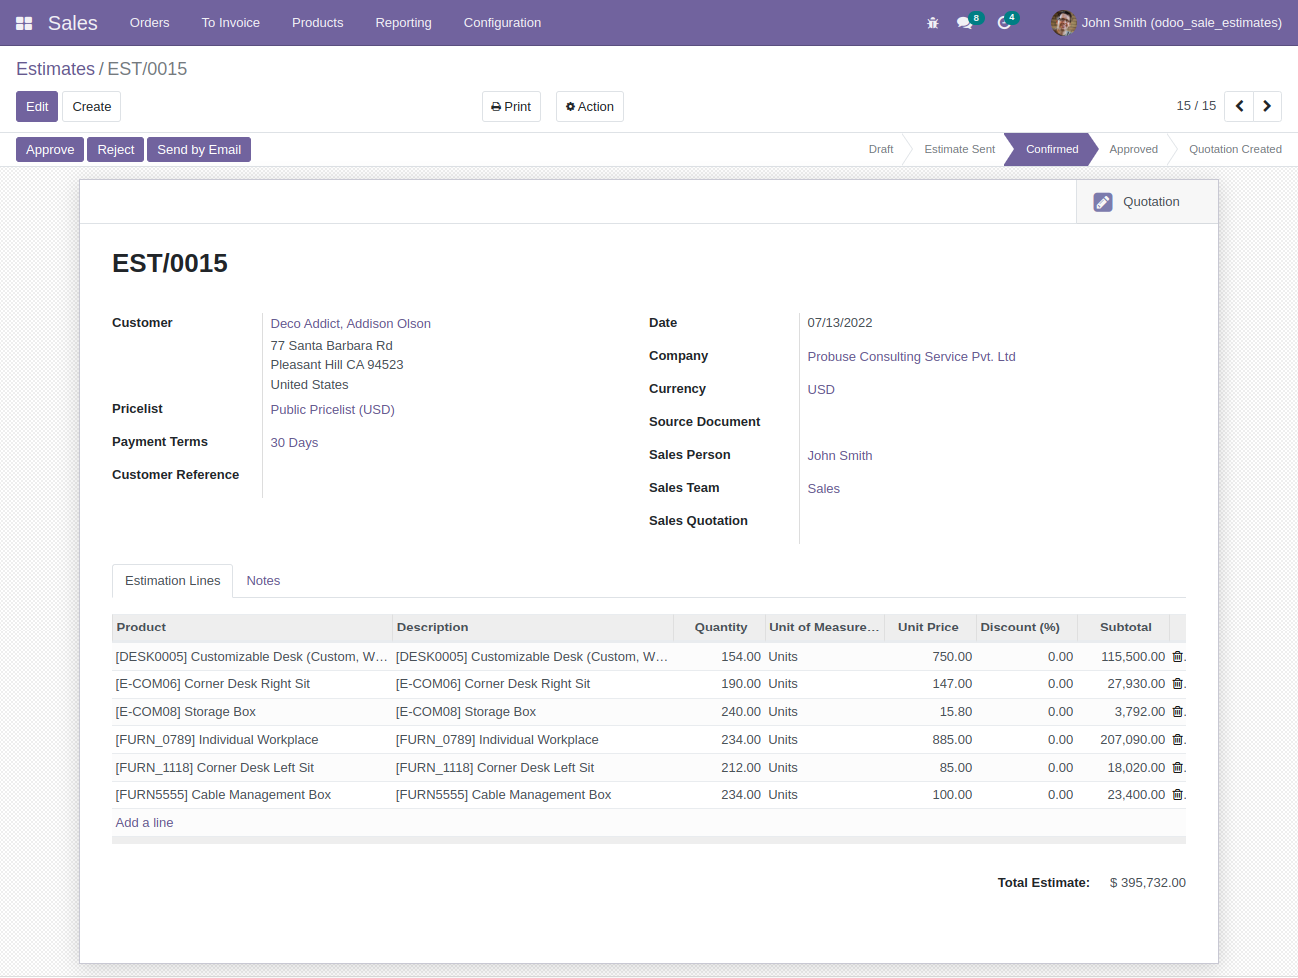 Sales Orders To Invoice Products Reporting Configuration 8 4 John Smith (odoo_sale_estimates)
Estimates / EST/0015
Edit Create Print Action 15 / 15
Approve Reject Send by Email Draft Estimate Sent Confirmed Approved Quotation Created
Quotation
EST/0015
Customer Deco Addict, Addison Olson
77 Santa Barbara Rd
Pleasant Hill CA 94523
United States
Pricelist Public Pricelist (USD)
Payment Terms 30 Days
Customer Reference
Date 07/13/2022
Company Probuse Consulting Service Pvt. Ltd
Currency USD
Source Document
Sales Person John Smith
Sales Team Sales
Sales Quotation
Estimation Lines Notes
Product Description Quantity Unit of Measure... Unit Price Discount (%) Subtotal
[DESK0005] Customizable Desk (Custom, W... [DESK0005] Customizable Desk (Custom, W... 154.00 Units 750.00 0.00 115,500.00
[E-COM06] Corner Desk Right Sit [E-COM06] Corner Desk Right Sit 190.00 Units 147.00 0.00 27,930.00
[E-COM08] Storage Box [E-COM08] Storage Box 240.00 Units 15.80 0.00 3,792.00
[FURN_0789] Individual Workplace [FURN_0789] Individual Workplace 234.00 Units 885.00 0.00 207,090.00
[FURN_1118] Corner Desk Left Sit [FURN_1118] Corner Desk Left Sit 212.00 Units 85.00 0.00 18,020.00
[FURN5555] Cable Management Box [FURN5555] Cable Management Box 234.00 Units 100.00 0.00 23,400.00
Add a line
Total Estimate: $ 395,732.00